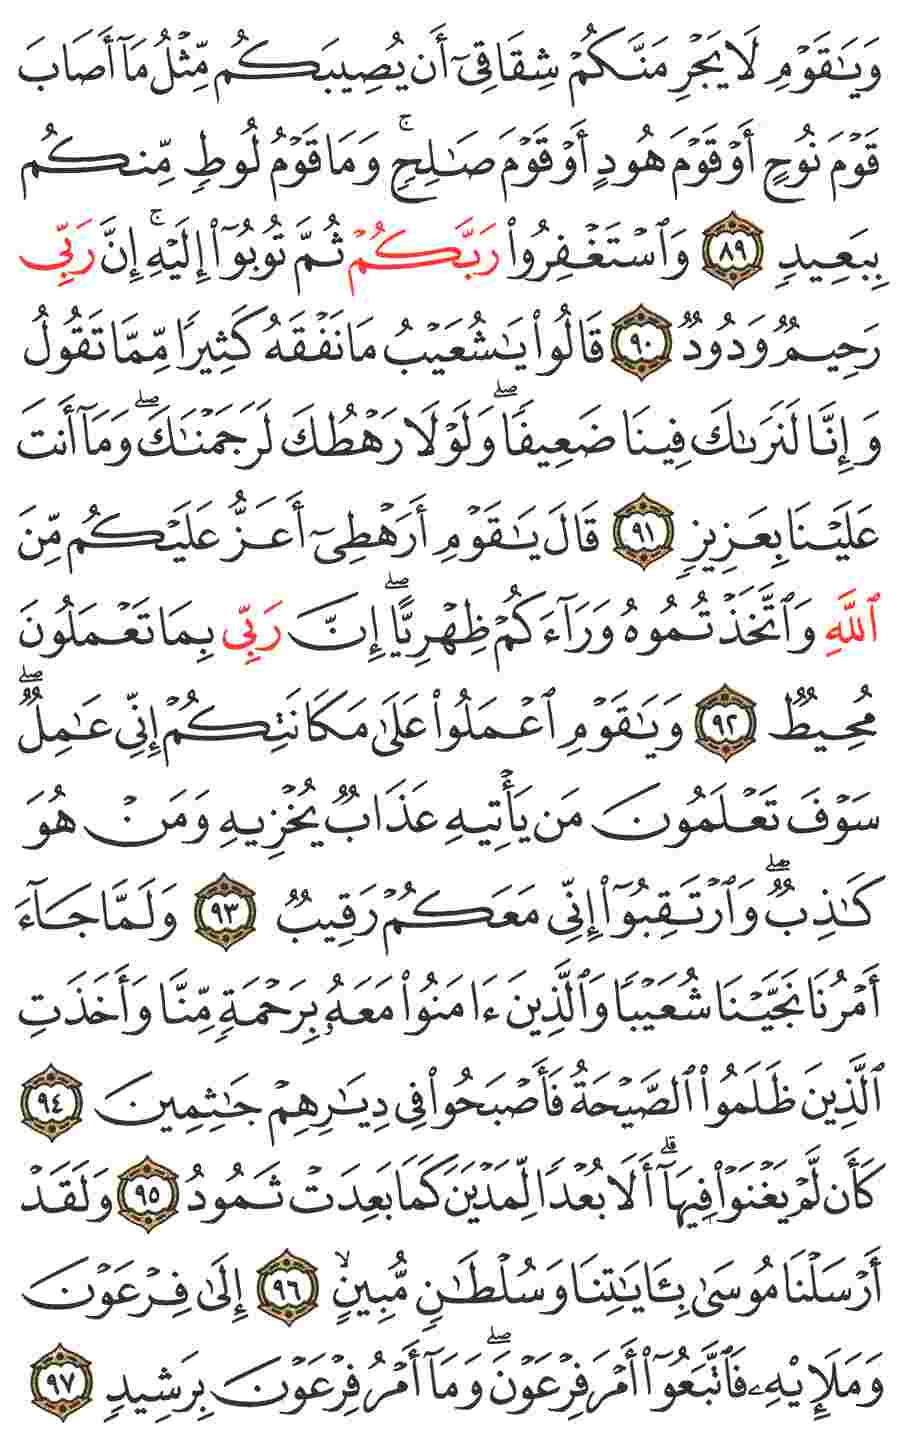 وَيَٰقَوْمِ لَا يَجْرِمَنَّكُمْ شِقَاقِىٓ أَن يُصِيبَكُم مِّثْلُ مَآ أَصَابَ
قَوْمَ نُوحٍ أَوْ قَوْمَ هُودٍ أَوْ قَوْمَ صَٰلِحٍ ۚ وَمَا قَوْمُ لُوطٍ مِّنكُم
بِبَعِيدٍ ٨٩ وَٱسْتَغْفِرُوا۟ رَبَّكُمْ ثُمَّ تُوبُوٓا۟ إِلَيْهِ ۚ إِنَّ رَبِّى
رَحِيمٌ وَدُودٌ ٩٠ قَالُوا۟ يَٰشُعَيْبُ مَا نَفْقَهُ كَثِيرًا مِّمَّا تَقُولُ
وَإِنَّا لَنَرَىٰكَ فِينَا ضَعِيفًا ۖ وَلَوْلَا رَهْطُكَ لَرَجَمْنَٰكَ ۖ وَمَآ أَنتَ
عَلَيْنَا بِعَزِيزٍ ٩١ قَالَ يَٰقَوْمِ أَرَهْطِىٓ أَعَزُّ عَلَيْكُم مِّنَ
ٱللَّهِ وَٱتَّخَذْتُمُوهُ وَرَآءَكُمْ ظِهْرِيًّا ۖ إِنَّ رَبِّى بِمَا تَعْمَلُونَ
مُحِيطٌ ٩٢ وَيَٰقَوْمِ ٱعْمَلُوا۟ عَلَىٰ مَكَانَتِكُمْ إِنِّى عَٰمِلٌ ۖ
سَوْفَ تَعْلَمُونَ مَن يَأْتِيهِ عَذَابٌ يُخْزِيهِ وَمَنْ هُوَ
كَٰذِبٌ ۖ وَٱرْتَقِبُوٓا۟ إِنِّى مَعَكُمْ رَقِيبٌ ٩٣ وَلَمَّا جَآءَ
أَمْرُنَا نَجَّيْنَا شُعَيْبًا وَٱلَّذِينَ ءَامَنُوا۟ مَعَهُۥ بِرَحْمَةٍ مِّنَّا وَأَخَذَتِ
ٱلَّذِينَ ظَلَمُوا۟ ٱلصَّيْحَةُ فَأَصْبَحُوا۟ فِى دِيَٰرِهِمْ جَٰثِمِينَ ٩٤
كَأَن لَّمْ يَغْنَوْا۟ فِيهَآ ۗ أَلَا بُعْدًا لِّمَدْيَنَ كَمَا بَعِدَتْ ثَمُودُ ٩٥ وَلَقَدْ
أَرْسَلْنَا مُوسَىٰ بِـَٔايَٰتِنَا وَسُلْطَٰنٍ مُّبِينٍ ٩٦ إِلَىٰ فِرْعَوْنَ
وَمَلَإِي۟هِۦ فَٱتَّبَعُوٓا۟ أَمْرَ فِرْعَوْنَ ۖ وَمَآ أَمْرُ فِرْعَوْنَ بِرَشِيدٍ ٩٧